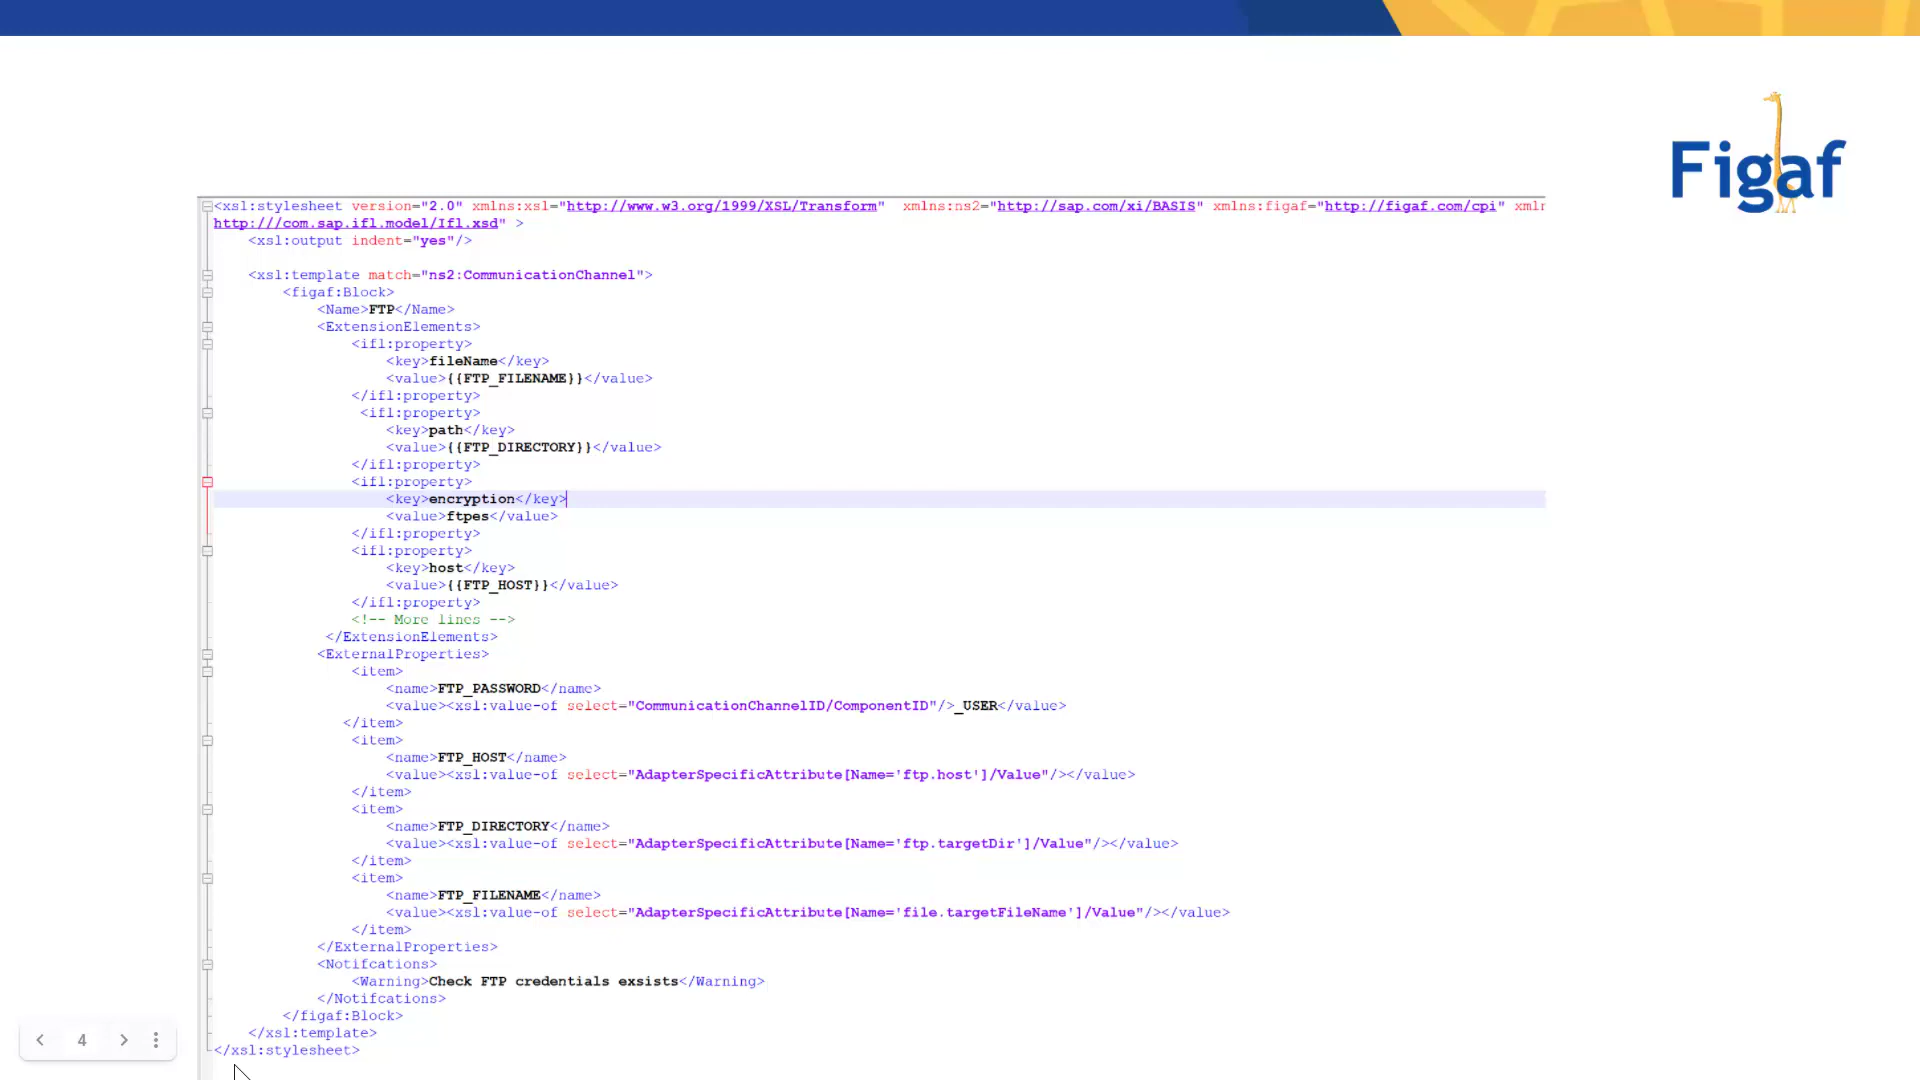 Figaf
<xsl:stylesheet version="2.0" xmlns:xsl="http://www.w3.org/1999/XSL/Transform"  xmlns:ns2="http://sap.com/xi/BASIS" xmlns:figaf="http://figaf.com/cpi"
http:///com.sap.ifl.model/Ifl.xsd" >
<xsl:output indent="yes"/>
<xsl:template match="ns2:CommunicationChannel">
<figaf:Block>
<Name>FTP</Name>
<ExtensionElements>
<ifl:property>
<key>fileName</key>
<value>{{FTP_FILENAME}}</value>
</ifl:property>
<ifl:property>
<key>path</key>
<value>{{FTP_DIRECTORY}}</value>
</ifl:property>
<ifl:property>
<key>encryption</key>
<value>ftpes</value>
</ifl:property>
<ifl:property>
<key>host</key>
<value>{{FTP_HOST}}</value>
</ifl:property>
<!-- More lines -->
</ExtensionElements>
<ExternalProperties>
<item>
<name>FTP_PASSWORD</name>
<value><xsl:value-of select="CommunicationChannelID/ComponentID"/>_USER</value>
</item>
<item>
<name>FTP_HOST</name>
<value><xsl:value-of select="AdapterSpecificAttribute[Name='ftp.host']/Value"/></value>
</item>
<item>
<name>FTP_DIRECTORY</name>
<value><xsl:value-of select="AdapterSpecificAttribute[Name='ftp.targetDir']/Value"/></value>
</item>
<item>
<name>FTP_FILENAME</name>
<value><xsl:value-of select="AdapterSpecificAttribute[Name='file.targetFileName']/Value"/></value>
</item>
</ExternalProperties>
<Notifcations>
<Warning>Check FTP credentials exsists</Warning>
</Notifcations>
</figaf:Block>
</xsl:template>
</xsl:stylesheet>
4